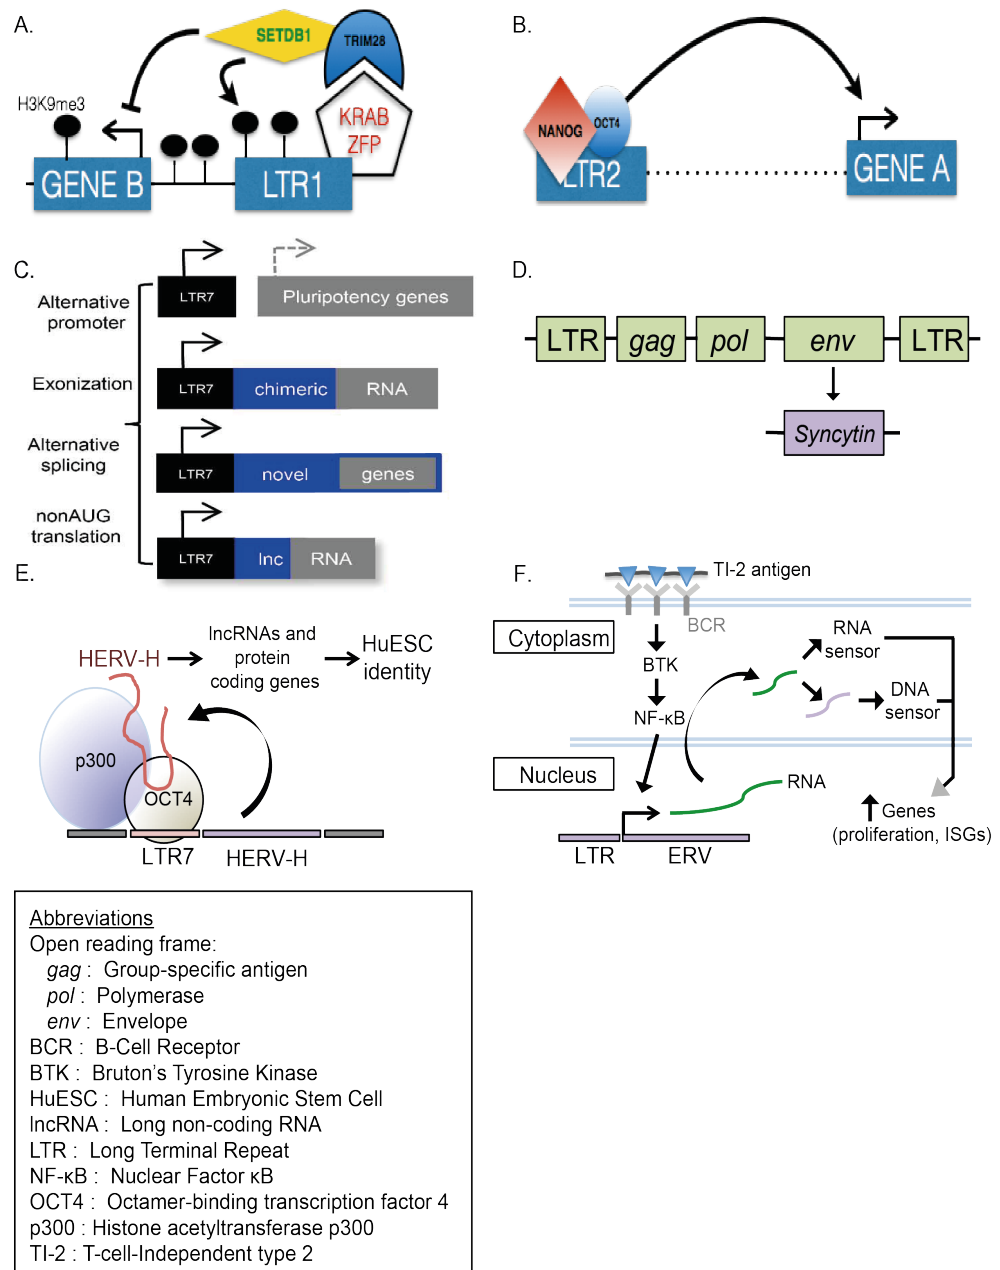 A.
SETDB1
TRIM28
H3K9me3
KRAB
ZFP
GENE B
LTR1
B.
NANOG
OCT4
LTR2
GENE A
C.
Alternative
promoter
LTR7
Pluripotency genes
Exonization
LTR7
chimeric
RNA
Alternative
splicing
LTR7
novel
genes
nonAUG
translation
LTR7
lnc
RNA
D.
LTR
gag
pol
env
LTR
Syncytin
E.
HERV-H
lncRNAs and
protein
coding genes
HuESC
identity
p300
OCT4
LTR7
HERV-H
F.
TI-2 antigen
BCR
Cytoplasm
BTK
NF-κB
RNA
sensor
DNA
sensor
Nucleus
RNA
Genes
(proliferation, ISGs)
LTR
ERV
Abbreviations
Open reading frame:
gag : Group-specific antigen
pol : Polymerase
env : Envelope
BCR : B-Cell Receptor
BTK : Bruton's Tyrosine Kinase
HuESC : Human Embryonic Stem Cell
lncRNA : Long non-coding RNA
LTR : Long Terminal Repeat
NF-κB : Nuclear Factor κB
OCT4 : Octamer-binding transcription factor 4
p300 : Histone acetyltransferase p300
TI-2 : T-cell-Independent type 2